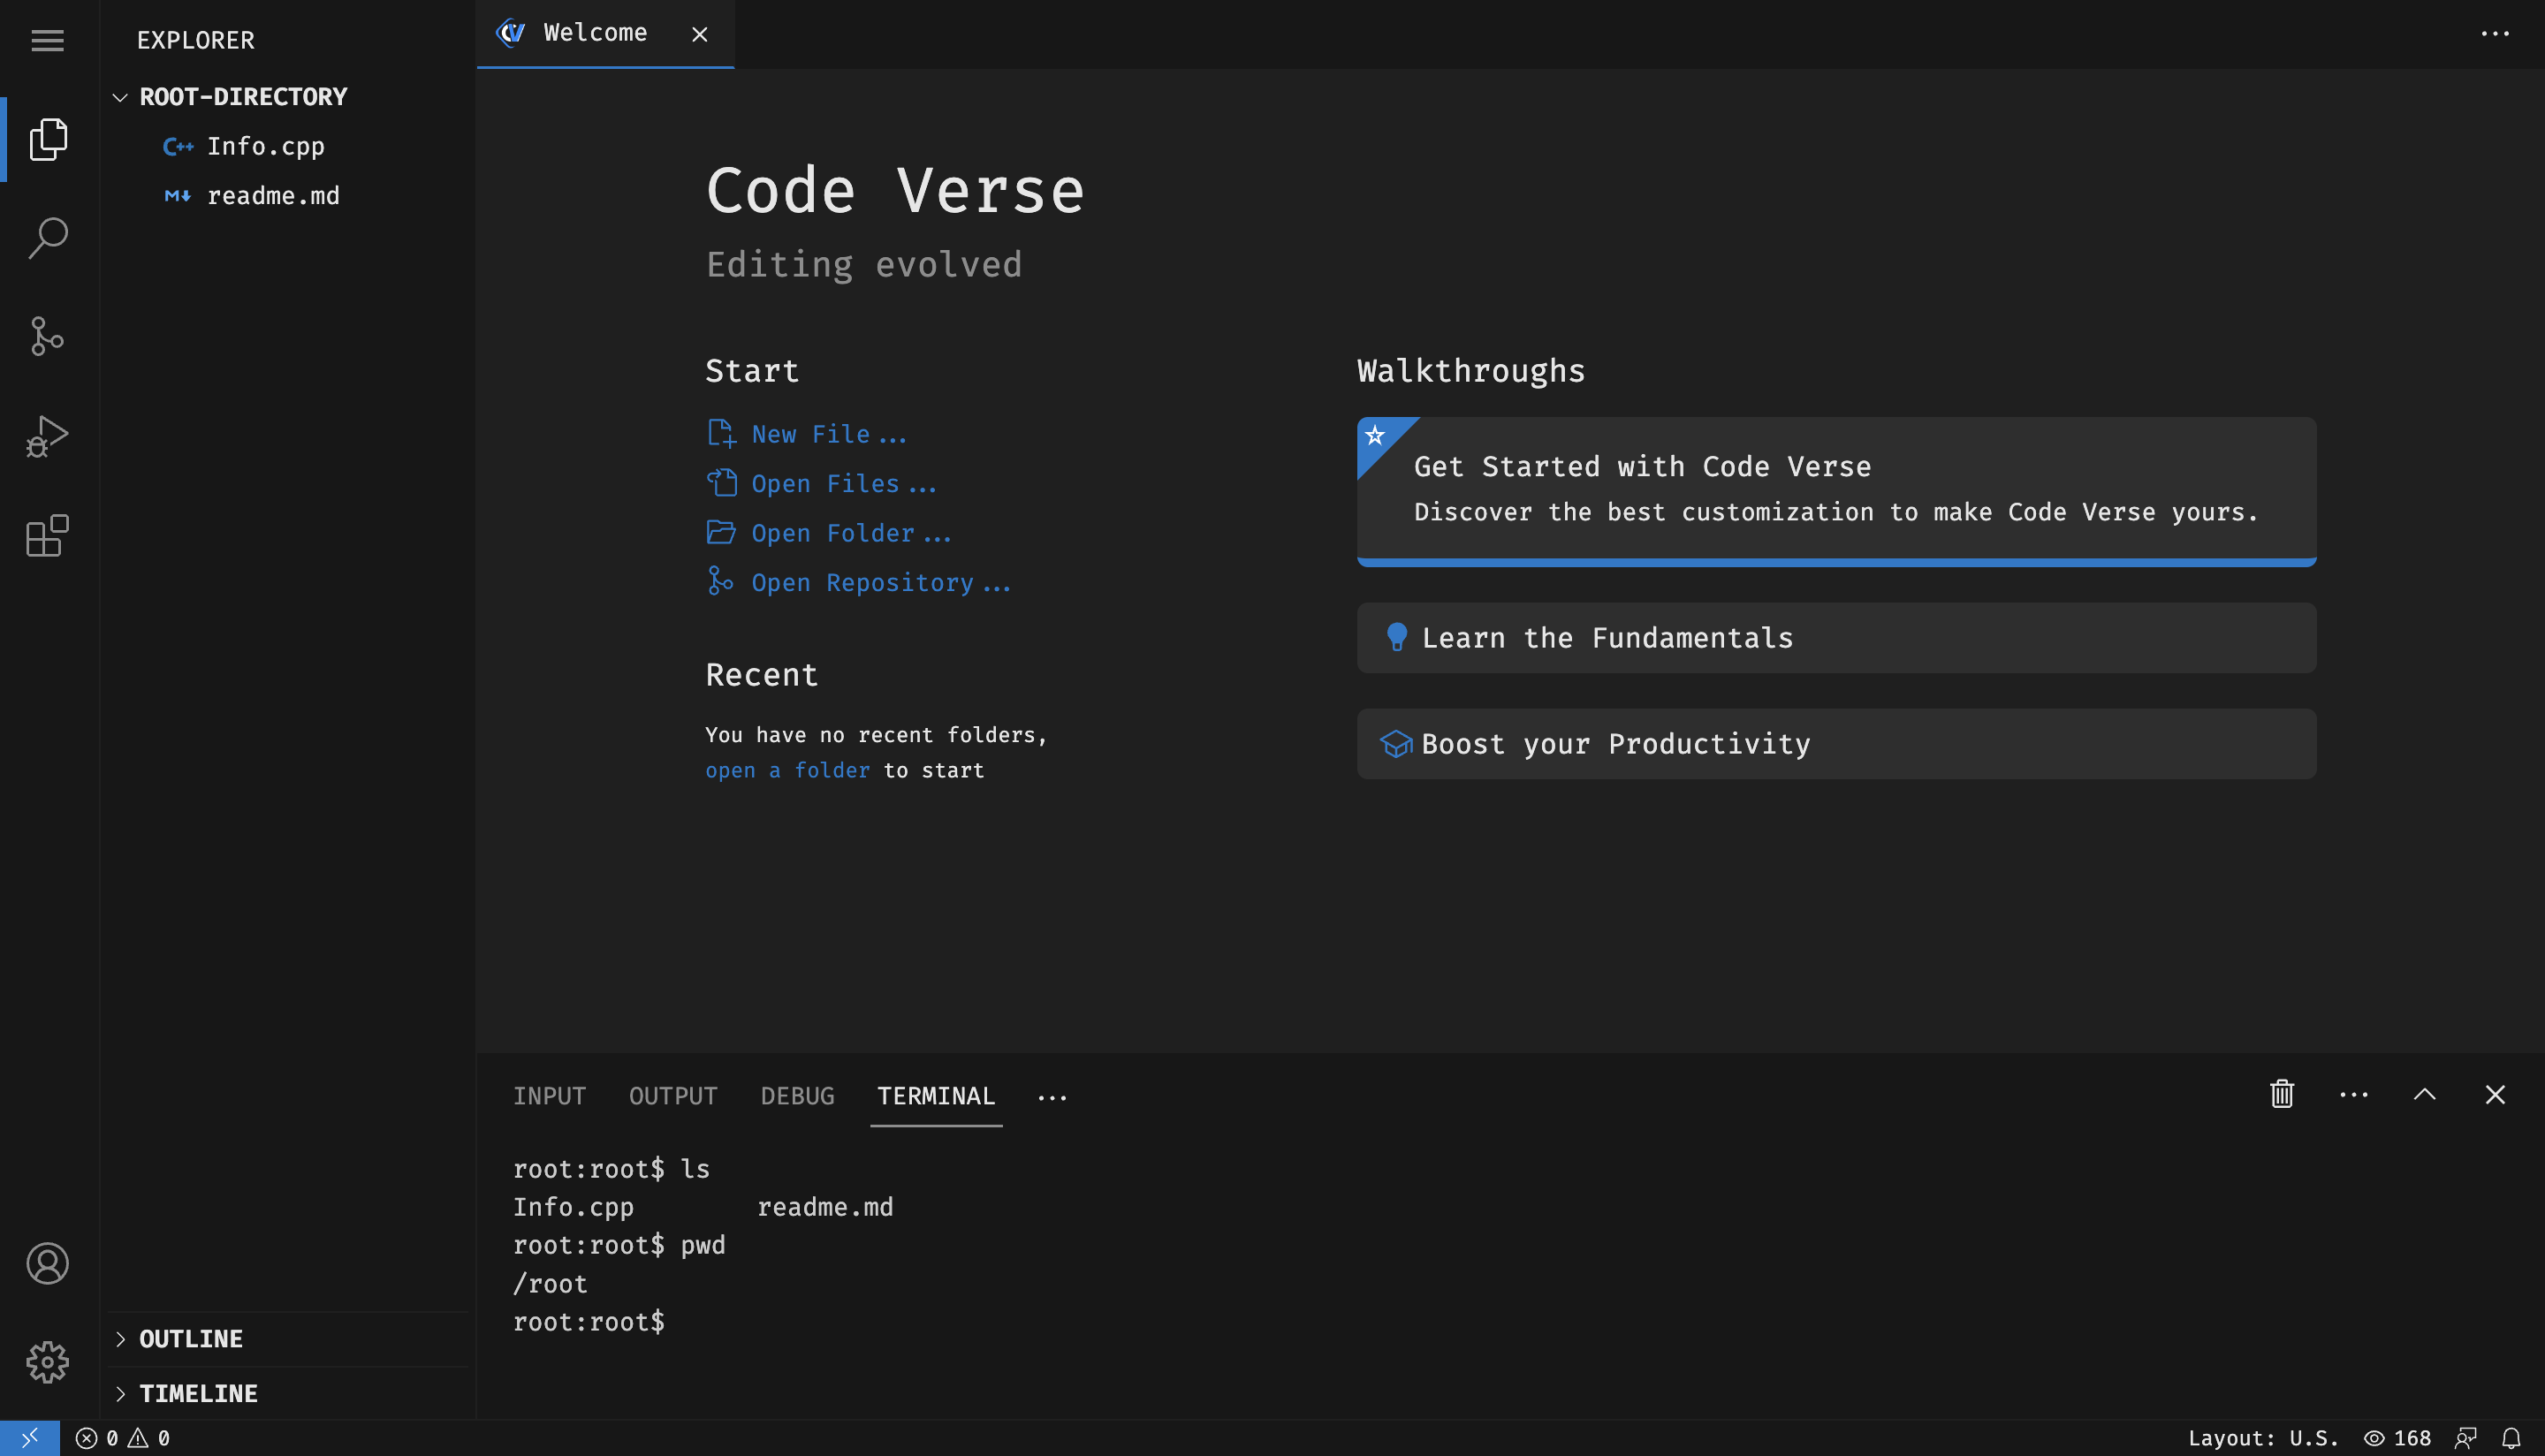 EXPLORER
ROOT-DIRECTORY
Info.cpp
readme.md
OUTLINE
TIMELINE
Welcome
Code Verse
Editing evolved
Start
New File...
Open Files...
Open Folder...
Open Repository...
Recent
You have no recent folders,
open a folder to start
Walkthroughs
Get Started with Code Verse
Discover the best customization to make Code Verse yours.
Learn the Fundamentals
Boost your Productivity
INPUT OUTPUT DEBUG TERMINAL ...
root:root$ ls
Info.cpp readme.md
root:root$ pwd
/root
root:root$
0 0 Layout: U.S. 168